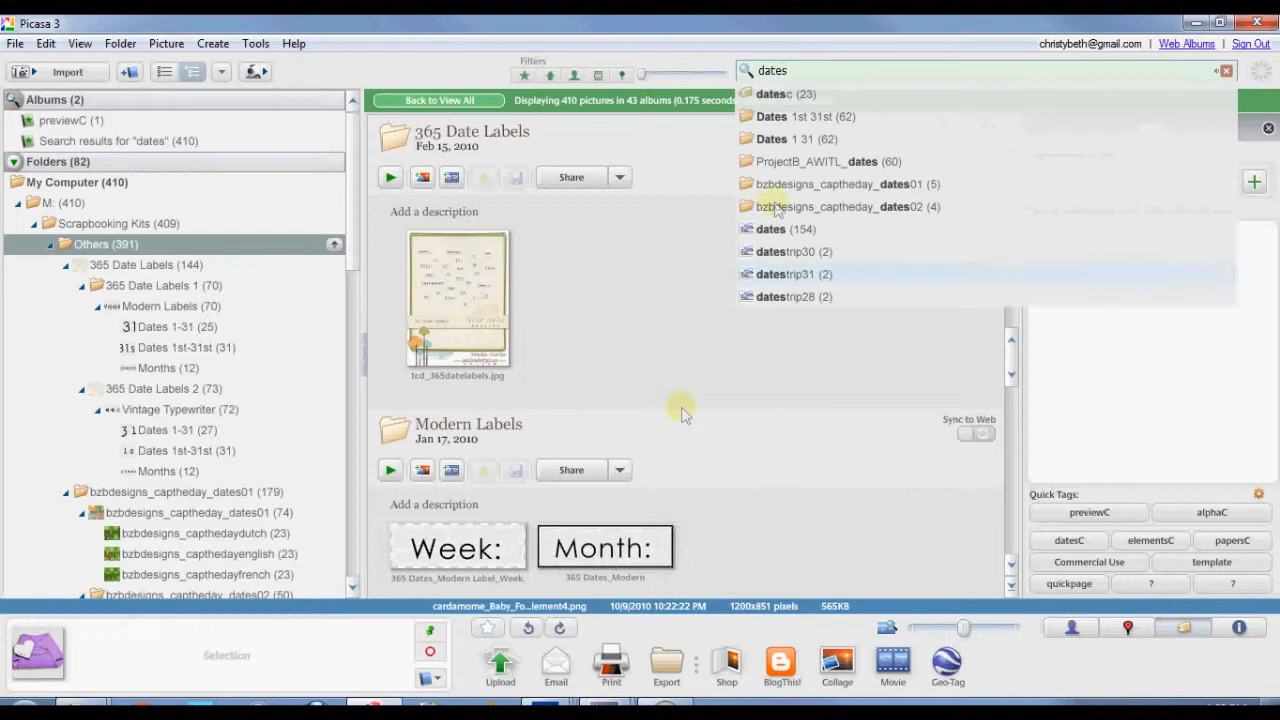 Picasa 3
File Edit View Folder Picture Create Tools Help
christybeth@gmail.com | Web Albums | Sign Out
Import
Filters
dates
Albums (2)
previewC (1)
Search results for "dates" (410)
Folders (82)
My Computer (410)
M: (410)
Scrapbooking Kits (409)
Others (391)
365 Date Labels (144)
365 Date Labels 1 (70)
Modern Labels (70)
Dates 1-31 (25)
Dates 1st-31st (31)
Months (12)
365 Date Labels 2 (73)
Vintage Typewriter (72)
Dates 1-31 (27)
Dates 1st-31st (31)
Months (12)
bzbdesigns_captheday_dates01 (179)
bzbdesigns_captheday_dates01 (74)
bzbdesigns_capthedaydutch (23)
bzbdesigns_capthedayenglish (23)
bzbdesigns_capthedayfrench (23)
bzbdesigns_captheday_dates02 (50)
Back to View All
Displaying 410 pictures in 43 albums (0.175 seconds
365 Date Labels
Feb 15, 2010
Share
Add a description
tcd_365datelabels.jpg
Modern Labels
Jan 17, 2010
Sync to Web
Share
Add a description
Week:
Month:
365 Dates_Modern Label_Week.
365 Dates_Modern
datesc (23)
Dates 1st 31st (62)
Dates 1 31 (62)
ProjectB_AWITL_dates (60)
bzbdesigns_captheday_dates01 (5)
bzbdesigns_captheday_dates02 (4)
dates (154)
datestrip30 (2)
datestrip31 (2)
datestrip28 (2)
Quick Tags:
previewC alphaC
datesC elementsC papersC
Commercial Use template
quickpage ? ?
cardamome_Baby_Fo...lement4.png 10/9/2010 10:22:22 PM 1200x851 pixels 565KB
Selection
Upload Email Print Export Shop BlogThis! Collage Movie Geo-Tag